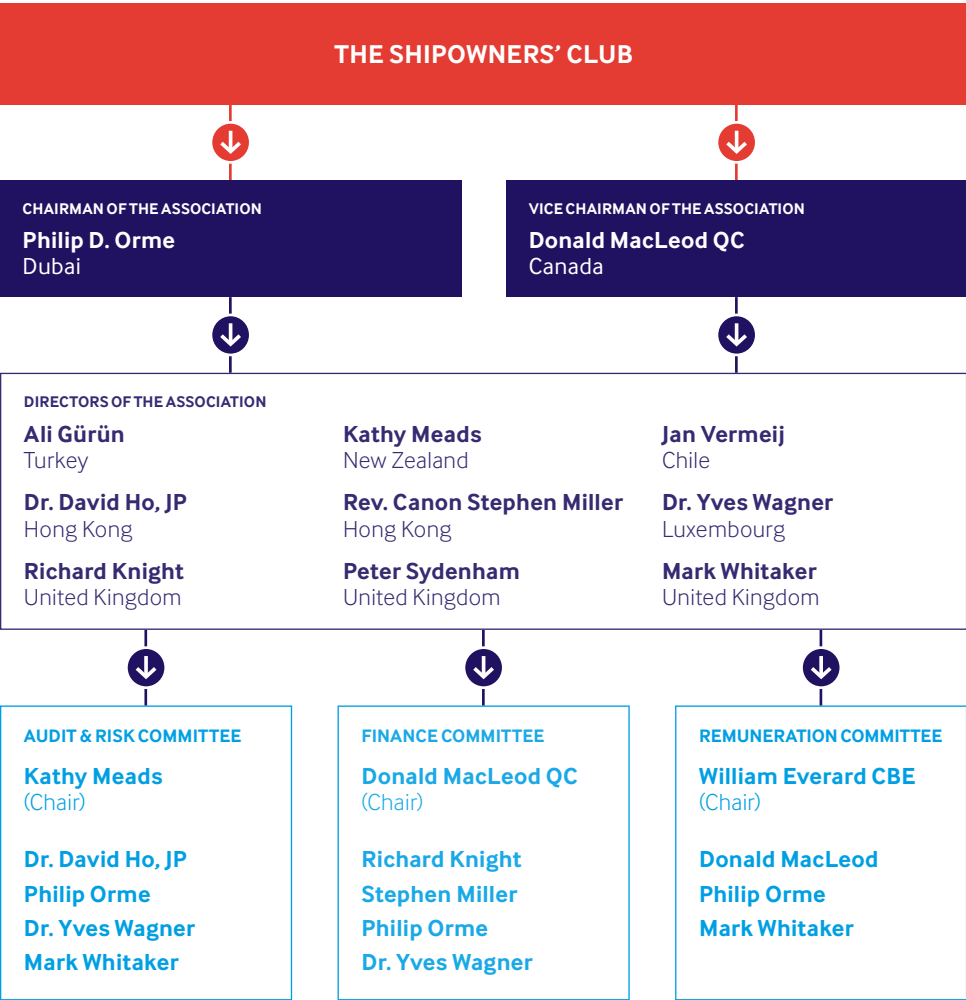 THE SHIPOWNERS’ CLUB
CHAIRMAN OF THE ASSOCIATION
Philip D. Orme
Dubai
VICE CHAIRMAN OF THE ASSOCIATION
Donald MacLeod QC
Canada
DIRECTORS OF THE ASSOCIATION
Ali Gürün
Turkey
Dr. David Ho, JP
Hong Kong
Richard Knight
United Kingdom
Kathy Meads
New Zealand
Rev. Canon Stephen Miller
Hong Kong
Peter Sydenham
United Kingdom
Jan Vermeij
Chile
Dr. Yves Wagner
Luxembourg
Mark Whitaker
United Kingdom
AUDIT & RISK COMMITTEE
Kathy Meads
(Chair)
Dr. David Ho, JP
Philip Orme
Dr. Yves Wagner
Mark Whitaker
FINANCE COMMITTEE
Donald MacLeod QC
(Chair)
Richard Knight
Stephen Miller
Philip Orme
Dr. Yves Wagner
REMUNERATION COMMITTEE
William Everard CBE
(Chair)
Donald MacLeod
Philip Orme
Mark Whitaker